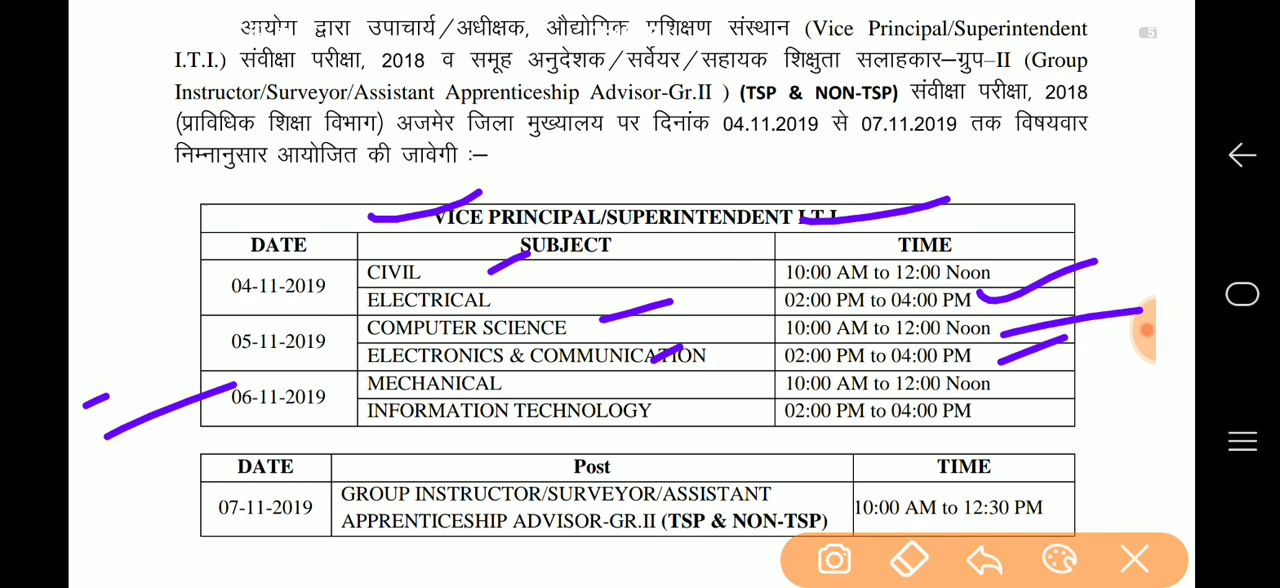 आयोग द्वारा उपाचार्य/अधीक्षक, औद्योगिक प्रशिक्षण संस्थान (Vice Principal/Superintendent
I.T.I.) संवीक्षा परीक्षा, 2018 व समूह अनुदेशक/सर्वेयर/सहायक शिक्षुता सलाहकार–ग्रुप–II (Group
Instructor/Surveyor/Assistant Apprenticeship Advisor-Gr.II ) (TSP & NON-TSP) संवीक्षा परीक्षा, 2018
(प्राविधिक शिक्षा विभाग) अजमेर जिला मुख्यालय पर दिनांक 04.11.2019 से 07.11.2019 तक विषयवार
निम्नानुसार आयोजित की जावेगी :–
VICE PRINCIPAL/SUPERINTENDENT I.T.I.
DATE SUBJECT TIME
04-11-2019 CIVIL 10:00 AM to 12:00 Noon
ELECTRICAL 02:00 PM to 04:00 PM
05-11-2019 COMPUTER SCIENCE 10:00 AM to 12:00 Noon
ELECTRONICS & COMMUNICATION 02:00 PM to 04:00 PM
06-11-2019 MECHANICAL 10:00 AM to 12:00 Noon
INFORMATION TECHNOLOGY 02:00 PM to 04:00 PM
DATE Post TIME
07-11-2019 GROUP INSTRUCTOR/SURVEYOR/ASSISTANT
APPRENTICESHIP ADVISOR-GR.II (TSP & NON-TSP) 10:00 AM to 12:30 PM